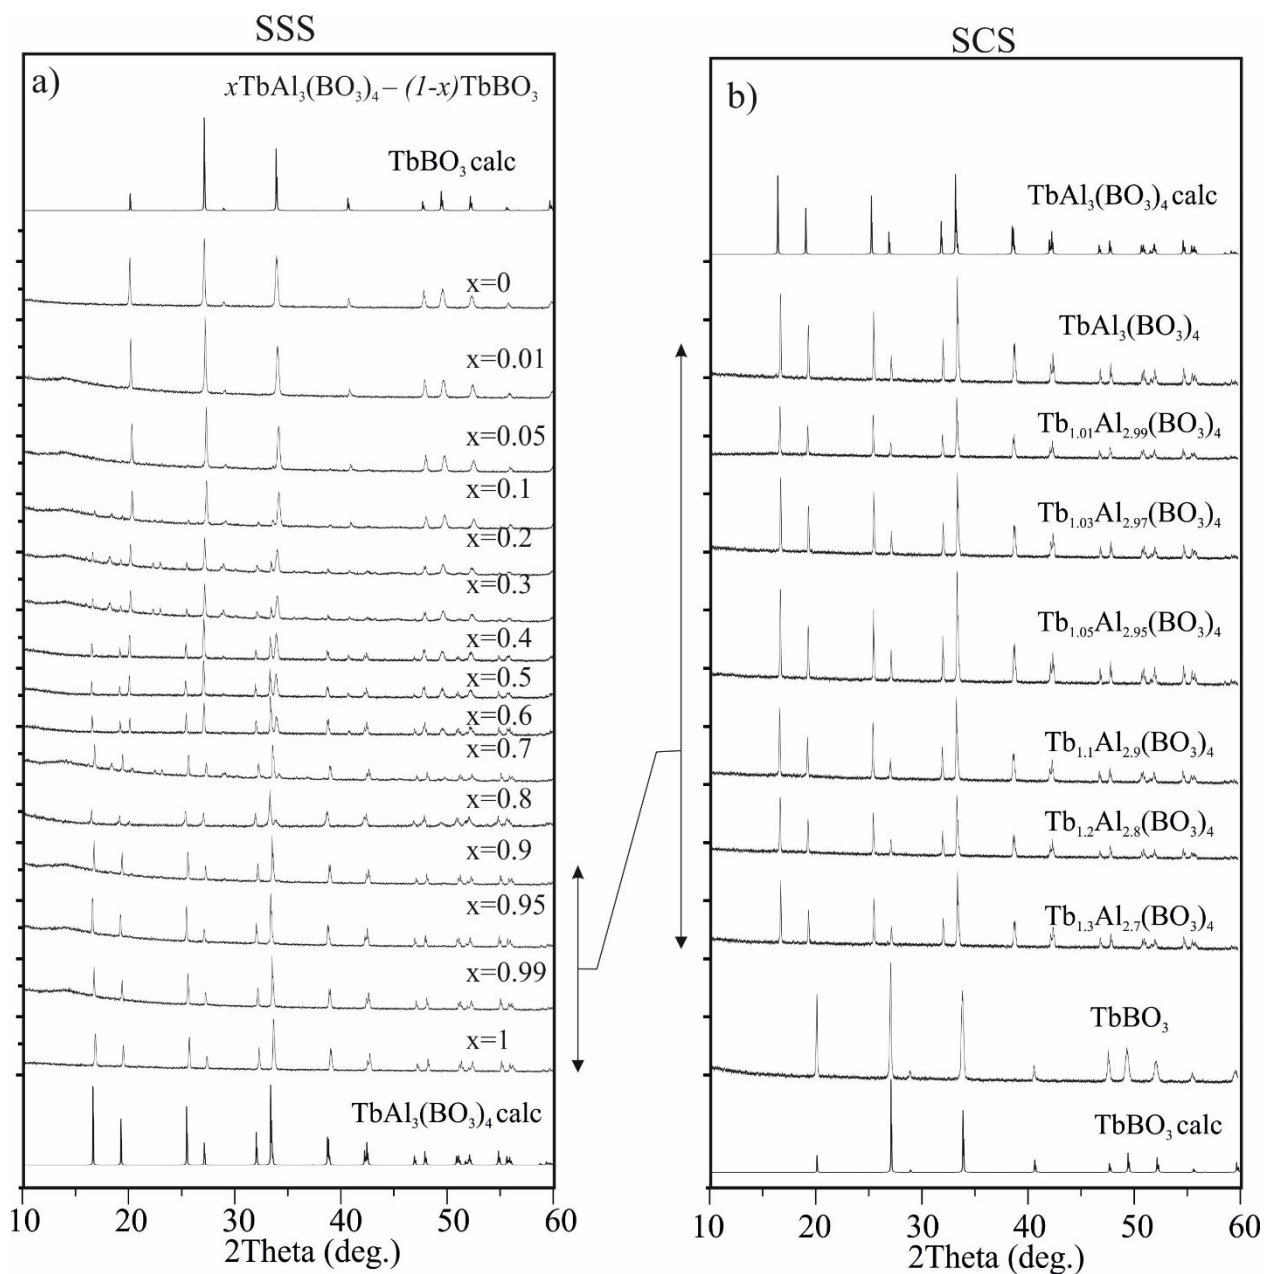 SSS
a)
xTbAl₃(BO₃)₄ – (1-x)TbBO₃
TbBO₃ calc
x=0
x=0.01
x=0.05
x=0.1
x=0.2
x=0.3
x=0.4
x=0.5
x=0.6
x=0.7
x=0.8
x=0.9
x=0.95
x=0.99
x=1
TbAl₃(BO₃)₄ calc
10 20 30 40 50 60
2Theta (deg.)
SCS
b)
TbAl₃(BO₃)₄ calc
TbAl₃(BO₃)₄
Tb₁.₀₁Al₂.₉₉(BO₃)₄
Tb₁.₀₃Al₂.₉₇(BO₃)₄
Tb₁.₀₅Al₂.₉₅(BO₃)₄
Tb₁.₁Al₂.₉(BO₃)₄
Tb₁.₂Al₂.₈(BO₃)₄
Tb₁.₃Al₂.₇(BO₃)₄
TbBO₃
TbBO₃ calc
10 20 30 40 50 60
2Theta (deg.)